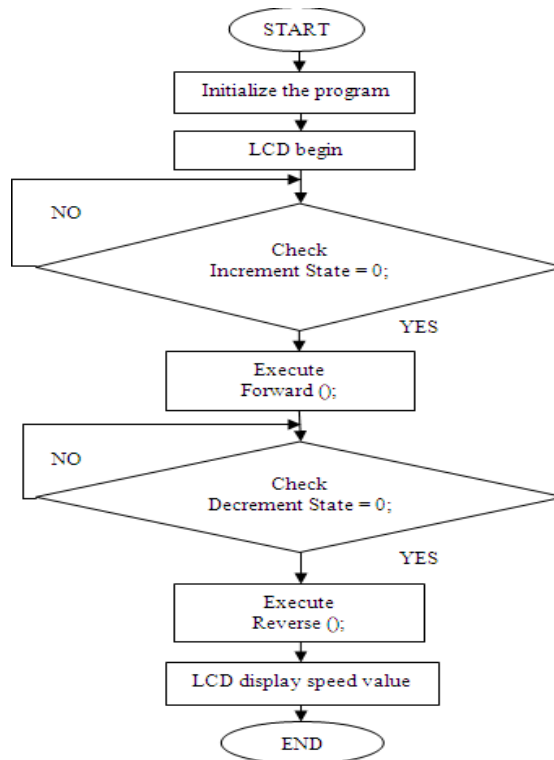 START
Initialize the program
LCD begin
NO
Check
Increment State = 0;
YES
Execute
Forward ();
NO
Check
Decrement State = 0;
YES
Execute
Reverse ();
LCD display speed value
END